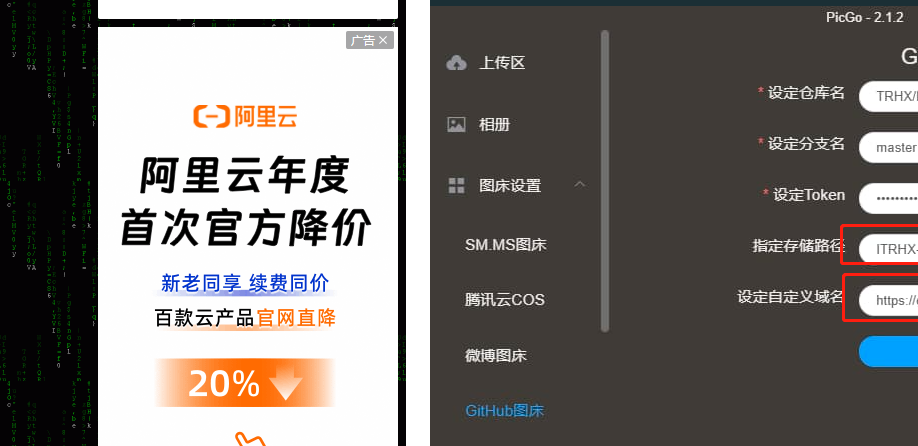 广告×
阿里云
阿里云年度
首次官方降价
新老同享 续费同价
百款云产品官网直降
20%
PicGo - 2.1.2
G
上传区
相册
图床设置
SM.MS图床
腾讯云COS
微博图床
GitHub图床
* 设定仓库名
TRHX/
* 设定分支名
master
* 设定Token
指定存储路径
ITRHX-
设定自定义域名
https://